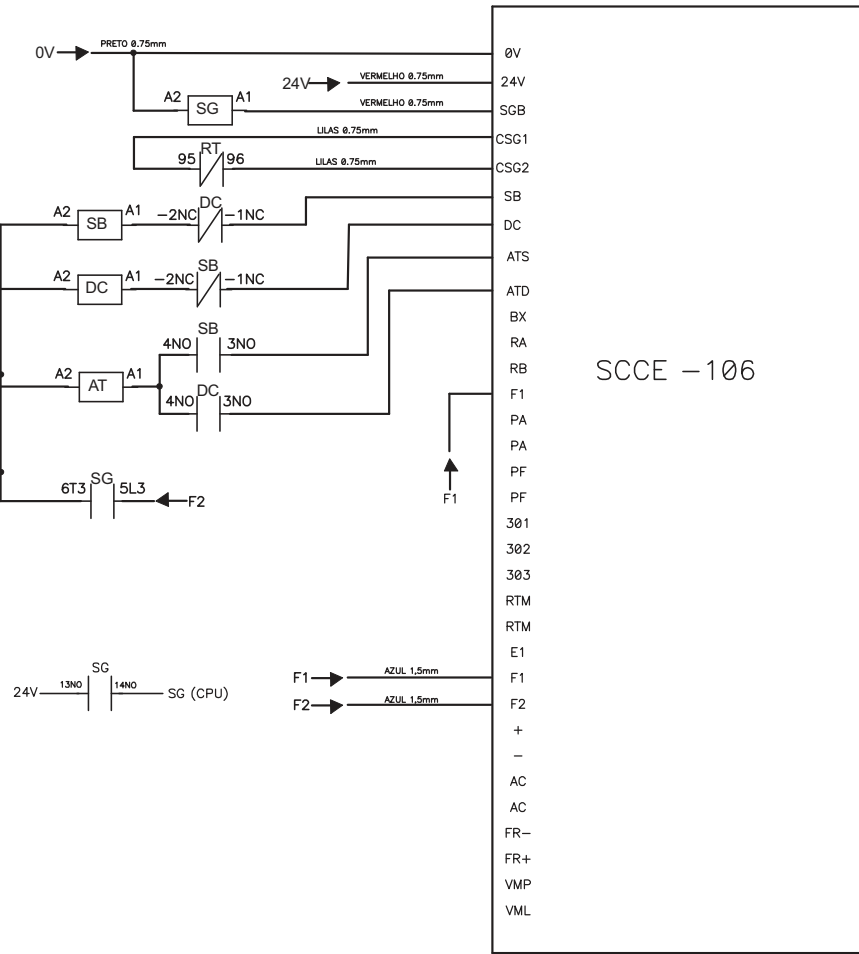 0V PRETO 0.75mm 0V
24V VERMELHO 0.75mm 24V
A2 SG A1 VERMELHO 0.75mm SGB
LILAS 0.75mm CSG1
95 RT 96 LILAS 0.75mm CSG2
SB
A2 SB A1 -2NC DC -1NC DC
ATS
A2 DC A1 -2NC SB -1NC ATD
BX
4NO SB 3NO RA
RB
SCCE -106
A2 AT A1 F1
4NO DC 3NO PA
PA
PF
6T3 SG 5L3 F2 F1 PF
301
302
303
RTM
RTM
E1
F1 AZUL 1,5mm F1
24V 13NO SG 14NO SG (CPU)
F2 AZUL 1,5mm F2
+
-
AC
AC
FR-
FR+
VMP
VML